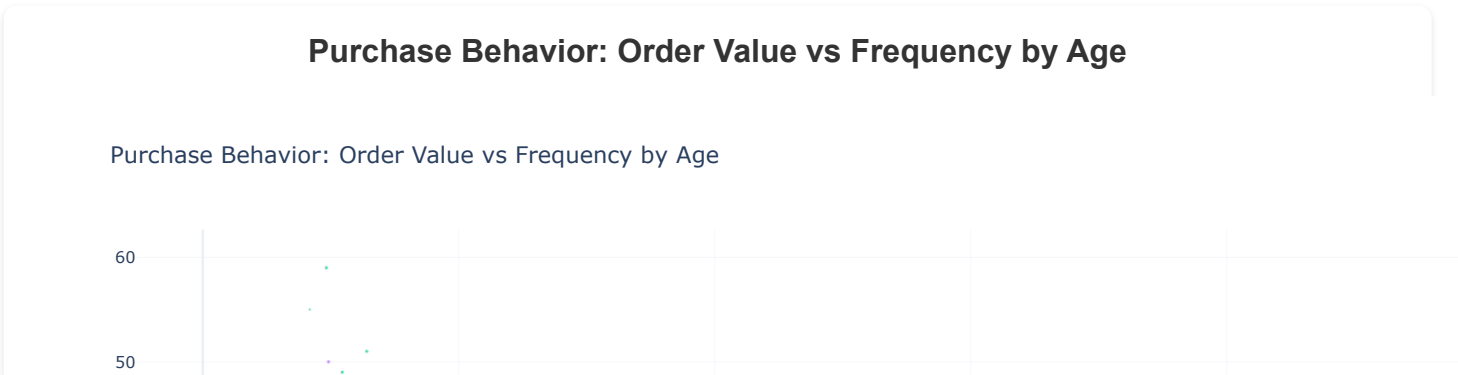 Purchase Behavior: Order Value vs Frequency by Age
Purchase Behavior: Order Value vs Frequency by Age
60
50